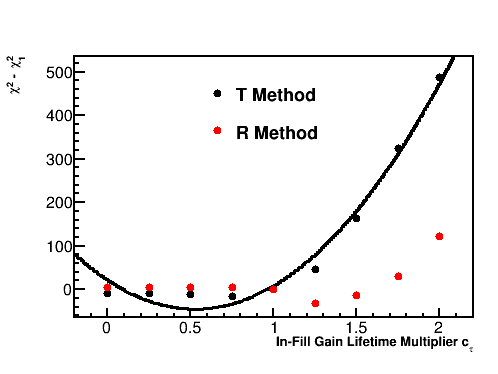 χ² - χ²₁
500
400
300
200
100
0
T Method
R Method
0 0.5 1 1.5 2
In-Fill Gain Lifetime Multiplier c_τ